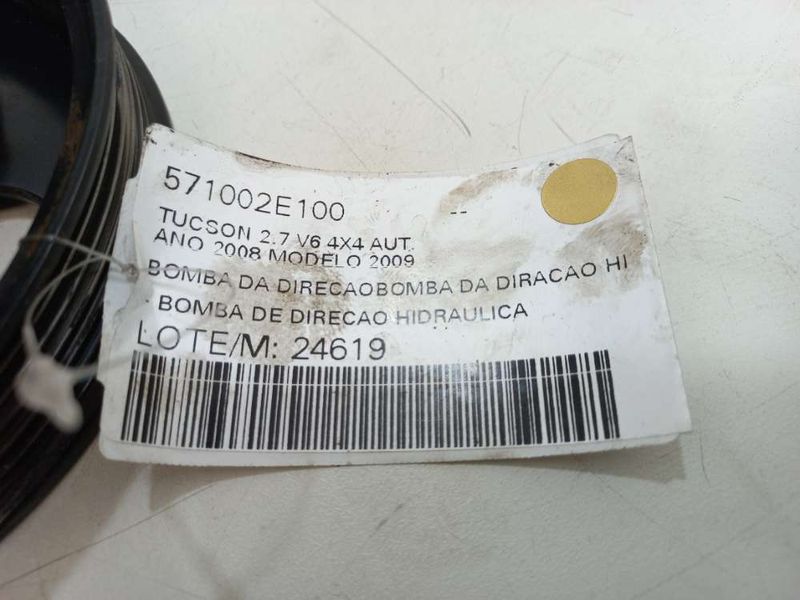 571002E100 --
TUCSON 2.7 V6 4X4 AUT.
ANO 2008 MODELO 2009
BOMBA DA DIRECAOBOMBA DA DIRACAO HI
- BOMBA DE DIRECAO HIDRAULICA
LOTE/M: 24619